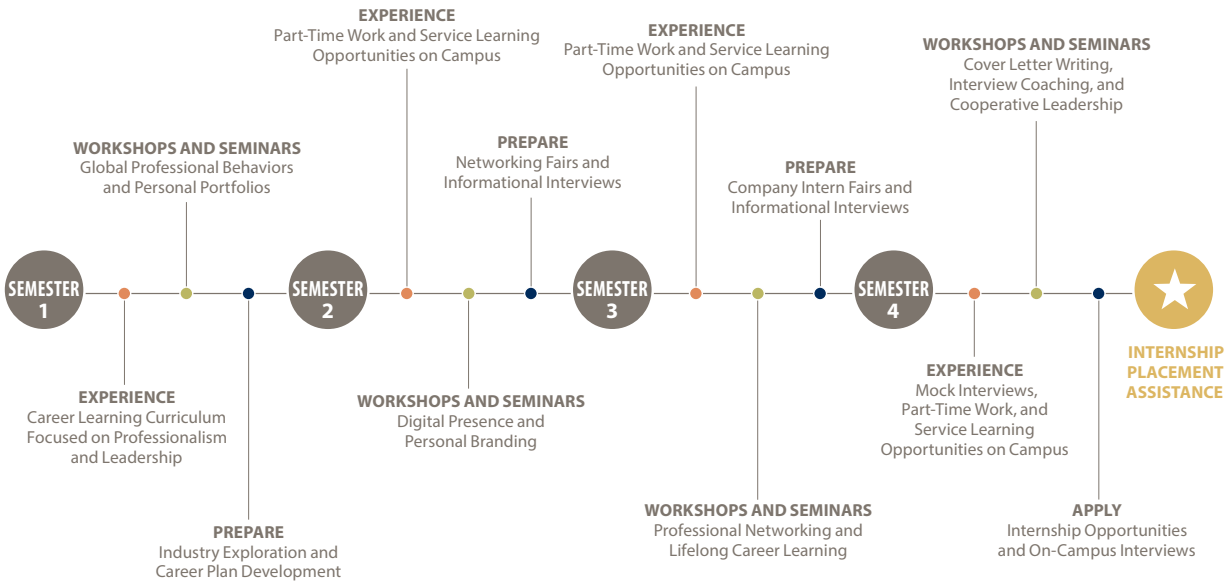 SEMESTER
1
EXPERIENCE
Career Learning Curriculum
Focused on Professionalism
and Leadership
WORKSHOPS AND SEMINARS
Global Professional Behaviors
and Personal Portfolios
PREPARE
Industry Exploration and
Career Plan Development
SEMESTER
2
EXPERIENCE
Part-Time Work and Service Learning
Opportunities on Campus
WORKSHOPS AND SEMINARS
Digital Presence and
Personal Branding
PREPARE
Networking Fairs and
Informational Interviews
SEMESTER
3
EXPERIENCE
Part-Time Work and Service Learning
Opportunities on Campus
WORKSHOPS AND SEMINARS
Professional Networking and
Lifelong Career Learning
PREPARE
Company Intern Fairs and
Informational Interviews
SEMESTER
4
EXPERIENCE
Mock Interviews,
Part-Time Work, and
Service Learning
Opportunities on Campus
WORKSHOPS AND SEMINARS
Cover Letter Writing,
Interview Coaching, and
Cooperative Leadership
APPLY
Internship Opportunities
and On-Campus Interviews
INTERNSHIP
PLACEMENT
ASSISTANCE